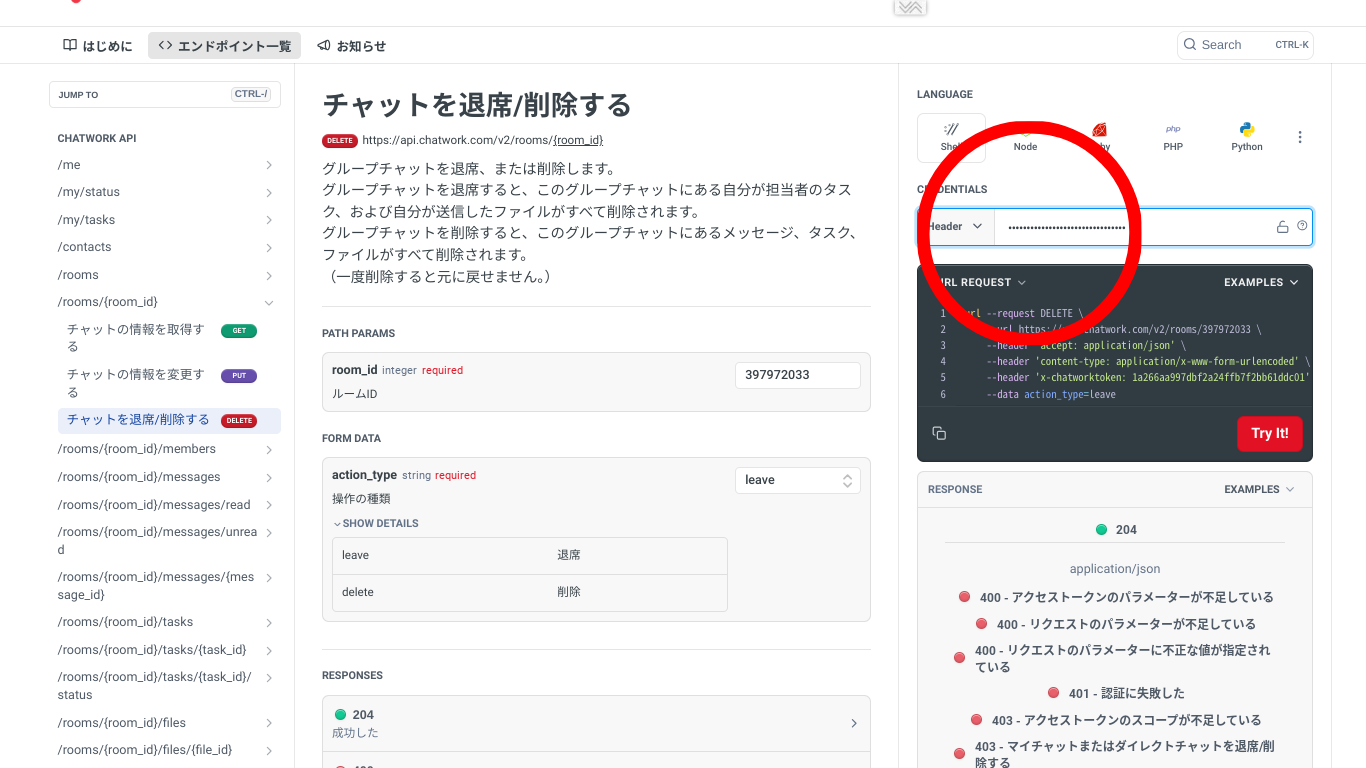 はじめに
エンドポイント一覧
お知らせ
Search
CTRL-K
JUMP TO
CTRL-/
CHATWORK API
/me
/my/status
/my/tasks
/contacts
/rooms
/rooms/{room_id}
チャットの情報を取得す
る
GET
チャットの情報を変更す
る
PUT
チャットを退席/削除する
DELETE
/rooms/{room_id}/members
/rooms/{room_id}/messages
/rooms/{room_id}/messages/read
/rooms/{room_id}/messages/unrea
d
/rooms/{room_id}/messages/{mes
sage_id}
/rooms/{room_id}/tasks
/rooms/{room_id}/tasks/{task_id}
/rooms/{room_id}/tasks/{task_id}/
status
/rooms/{room_id}/files
/rooms/{room_id}/files/{file_id}
チャットを退席/削除する
DELETE https://api.chatwork.com/v2/rooms/{room_id}
グループチャットを退席、または削除します。
グループチャットを退席すると、このグループチャットにある自分が担当者のタス
ク、および自分が送信したファイルがすべて削除されます。
グループチャットを削除すると、このグループチャットにあるメッセージ、タスク、
ファイルがすべて削除されます。
（一度削除すると元に戻せません。）
PATH PARAMS
room_id integer required
397972033
ルームID
FORM DATA
action_type string required
leave
操作の種類
SHOW DETAILS
leave 退席
delete 削除
RESPONSES
204
成功した
LANGUAGE
Shell
Node
php
PHP
Python
Header
RL REQUEST
EXAMPLES
1 --request DELETE \
2 chatwork.com/v2/rooms/397972033 \
3 --header 'accept: application/json' \
4 --header 'content-type: application/x-www-form-urlencoded' \
5 --header 'x-chatworktoken: 1a266aa997dbf2a24ffb7f2bb61ddc01'
6 --data action_type=leave
Try It!
RESPONSE
EXAMPLES
204
application/json
400 - アクセストークンのパラメーターが不足している
400 - リクエストのパラメーターが不足している
400 - リクエストのパラメーターに不正な値が指定され
ている
401 - 認証に失敗した
403 - アクセストークンのスコープが不足している
403 - マイチャットまたはダイレクトチャットを退席/削
除する